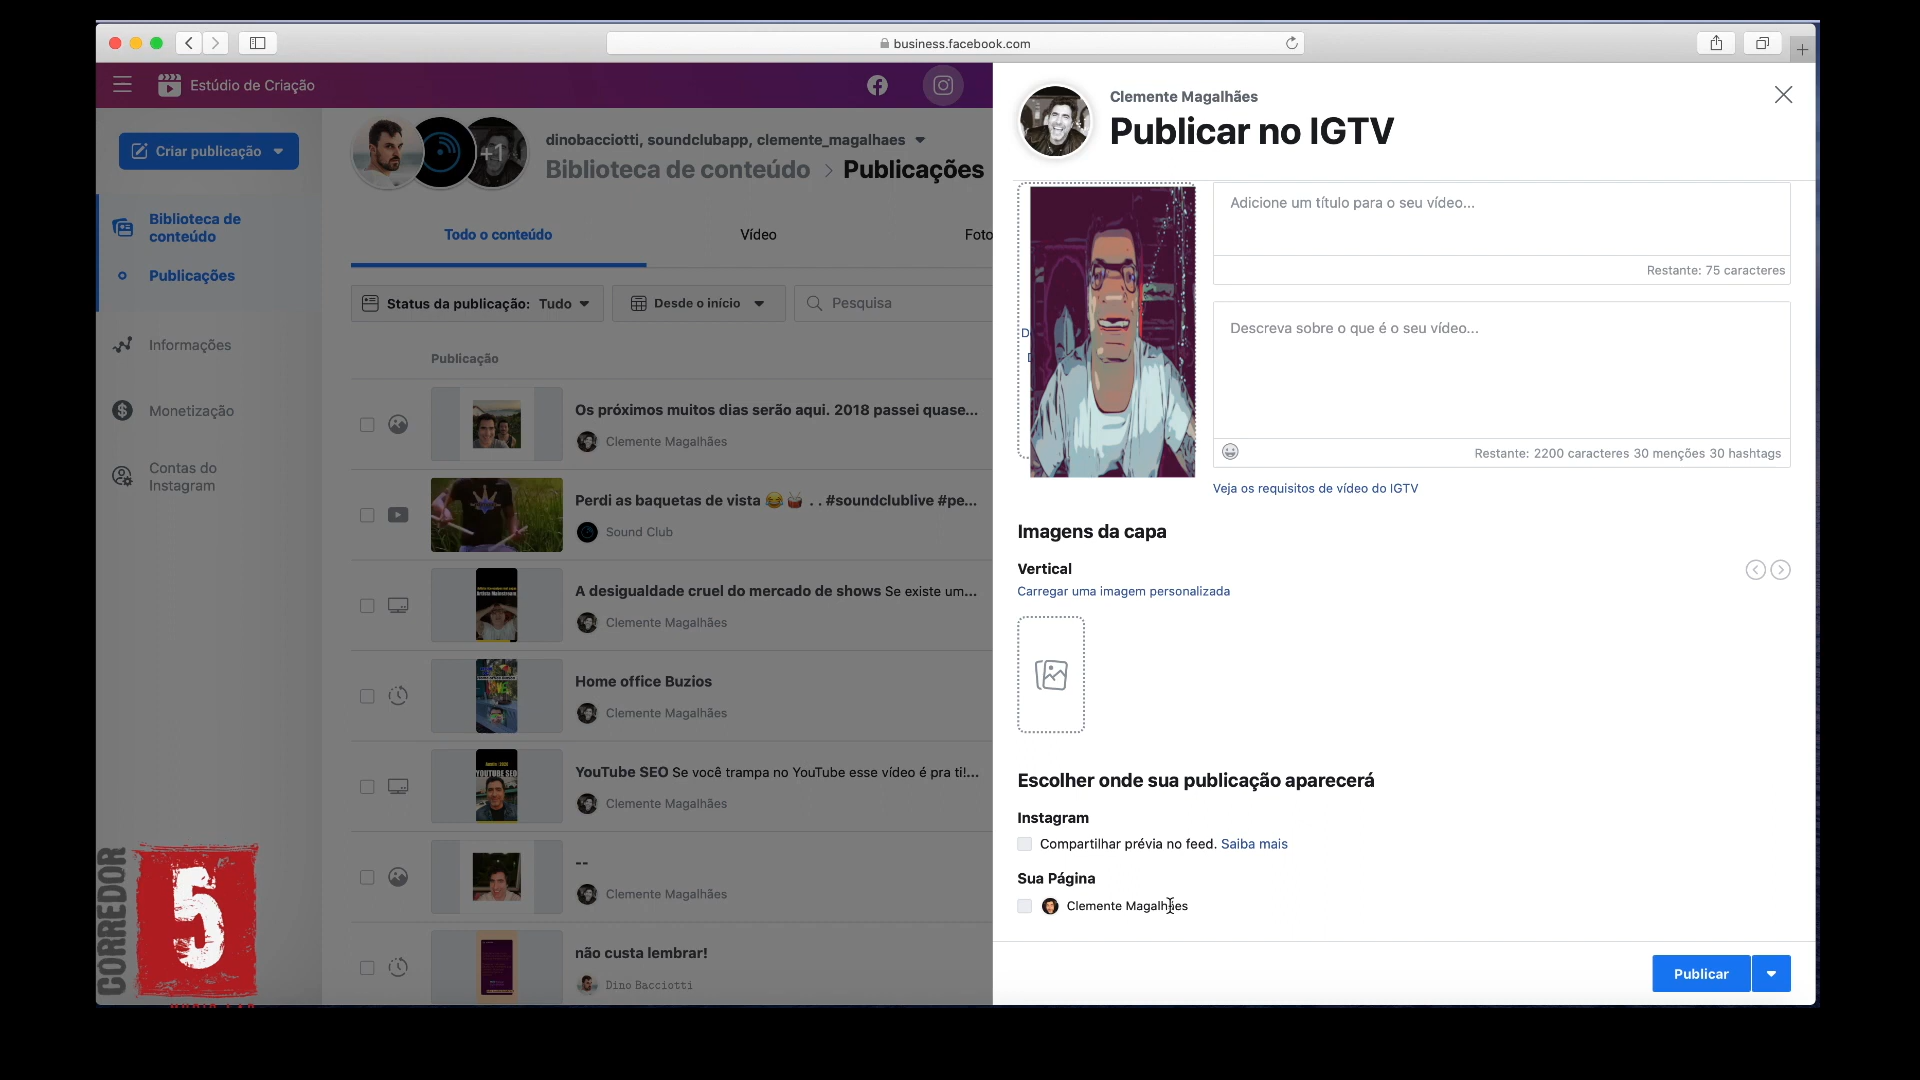 business.facebook.com
Estúdio de Criação
Criar publicação
Biblioteca de
conteúdo
Publicações
Informações
Monetização
Contas do
Instagram
+1
dinobacciotti, soundclubapp, clemente_magalhaes
Biblioteca de conteúdo > Publicações
Todo o conteúdo
Vídeo
Foto
Status da publicação: Tudo
Desde o início
Pesquisa
Publicação
Os próximos muitos dias serão aqui. 2018 passei quase...
Clemente Magalhães
Perdi as baquetas de vista 😂🥁 . . #soundclublive #pe...
Sound Club
A desigualdade cruel do mercado de shows Se existe um...
Clemente Magalhães
Home office Buzios
Clemente Magalhães
YOUTUBE SEO
YouTube SEO Se você trampa no YouTube esse vídeo é pra ti!...
Clemente Magalhães
--
Clemente Magalhães
não custa lembrar!
Dino Bacciotti
CORREDOR
5
Clemente Magalhães
Publicar no IGTV
Adicione um título para o seu vídeo...
Restante: 75 caracteres
Descreva sobre o que é o seu vídeo...
Restante: 2200 caracteres 30 menções 30 hashtags
Veja os requisitos de vídeo do IGTV
Imagens da capa
Vertical
Carregar uma imagem personalizada
Escolher onde sua publicação aparecerá
Instagram
Compartilhar prévia no feed. Saiba mais
Sua Página
Clemente Magalhães
Publicar